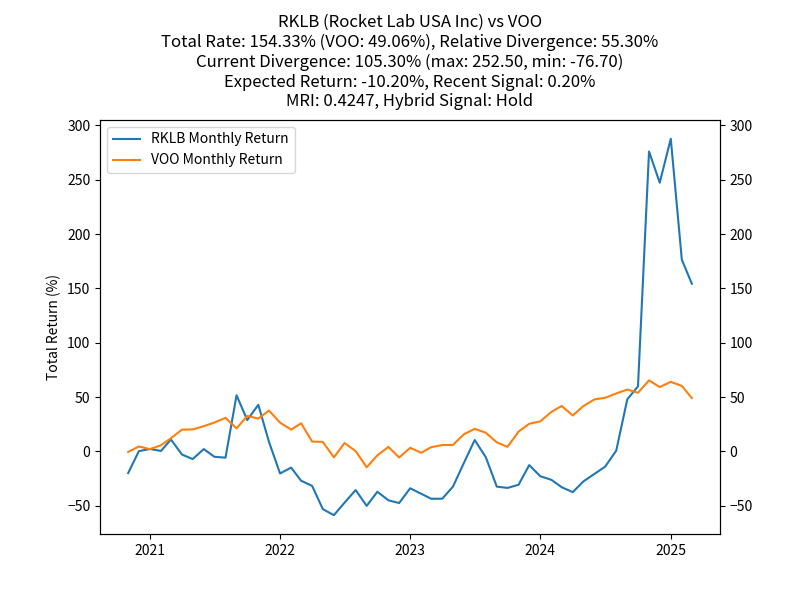 RKLB (Rocket Lab USA Inc) vs VOO
Total Rate: 154.33% (VOO: 49.06%), Relative Divergence: 55.30%
Current Divergence: 105.30% (max: 252.50, min: -76.70)
Expected Return: -10.20%, Recent Signal: 0.20%
MRI: 0.4247, Hybrid Signal: Hold
RKLB Monthly Return
VOO Monthly Return
Total Return (%)
300
250
200
150
100
50
0
−50
300
250
200
150
100
50
0
−50
2021
2022
2023
2024
2025